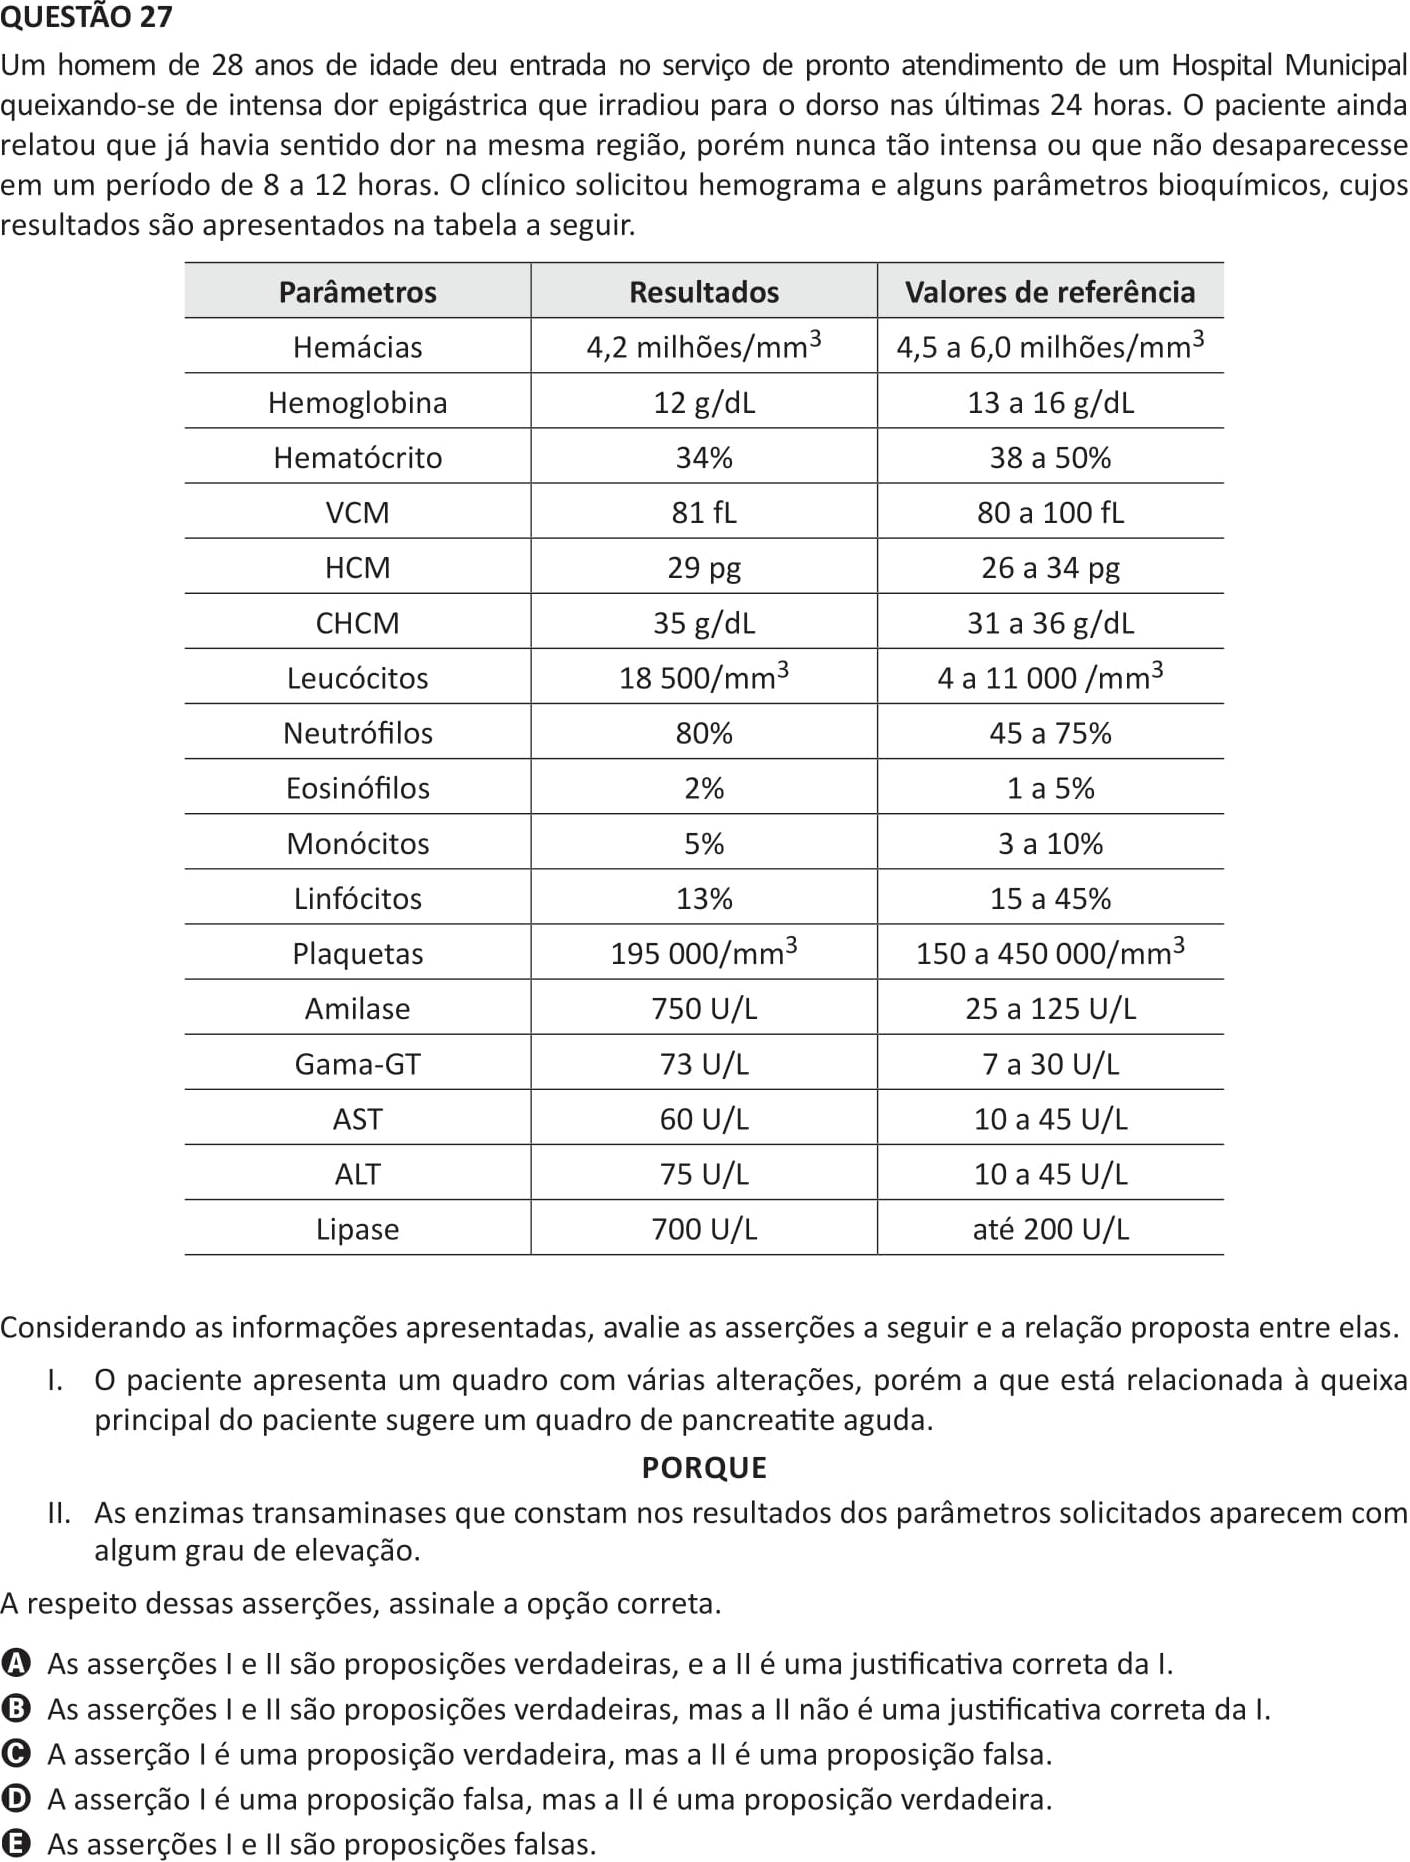 QUESTÃO 27
Um homem de 28 anos de idade deu entrada no serviço de pronto atendimento de um Hospital Municipal
queixando-se de intensa dor epigástrica que irradiou para o dorso nas últimas 24 horas. O paciente ainda
relatou que já havia sentido dor na mesma região, porém nunca tão intensa ou que não desaparecesse
em um período de 8 a 12 horas. O clínico solicitou hemograma e alguns parâmetros bioquímicos, cujos
resultados são apresentados na tabela a seguir.
Parâmetros Resultados Valores de referência
Hemácias 4,2 milhões/mm³ 4,5 a 6,0 milhões/mm³
Hemoglobina 12 g/dL 13 a 16 g/dL
Hematócrito 34% 38 a 50%
VCM 81 fL 80 a 100 fL
HCM 29 pg 26 a 34 pg
CHCM 35 g/dL 31 a 36 g/dL
Leucócitos 18 500/mm³ 4 a 11 000 /mm³
Neutrófilos 80% 45 a 75%
Eosinófilos 2% 1 a 5%
Monócitos 5% 3 a 10%
Linfócitos 13% 15 a 45%
Plaquetas 195 000/mm³ 150 a 450 000/mm³
Amilase 750 U/L 25 a 125 U/L
Gama-GT 73 U/L 7 a 30 U/L
AST 60 U/L 10 a 45 U/L
ALT 75 U/L 10 a 45 U/L
Lipase 700 U/L até 200 U/L
Considerando as informações apresentadas, avalie as asserções a seguir e a relação proposta entre elas.
I. O paciente apresenta um quadro com várias alterações, porém a que está relacionada à queixa
principal do paciente sugere um quadro de pancreatite aguda.
PORQUE
II. As enzimas transaminases que constam nos resultados dos parâmetros solicitados aparecem com
algum grau de elevação.
A respeito dessas asserções, assinale a opção correta.
A As asserções I e II são proposições verdadeiras, e a II é uma justificativa correta da I.
B As asserções I e II são proposições verdadeiras, mas a II não é uma justificativa correta da I.
C A asserção I é uma proposição verdadeira, mas a II é uma proposição falsa.
D A asserção I é uma proposição falsa, mas a II é uma proposição verdadeira.
E As asserções I e II são proposições falsas.